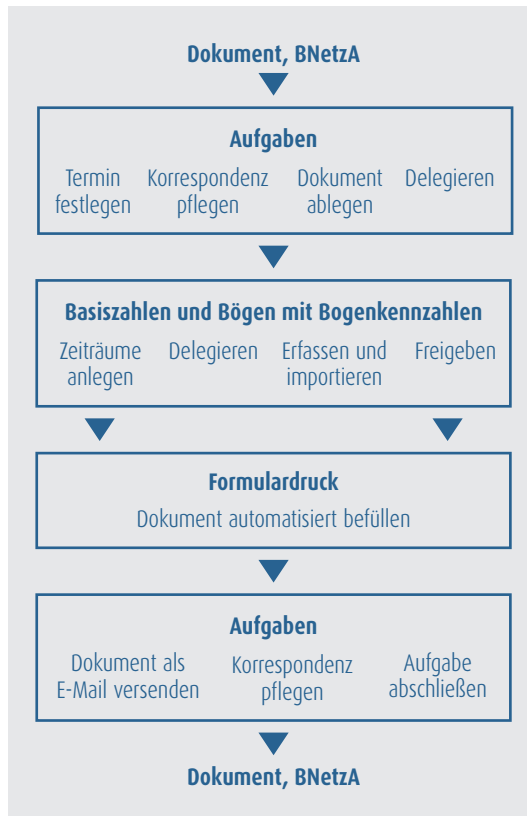 Dokument, BNetzA
Aufgaben
Termin festlegen
Korrespondenz pflegen
Dokument ablegen
Delegieren
Basiszahlen und Bögen mit Bogenkennzahlen
Zeiträume anlegen
Delegieren
Erfassen und importieren
Freigeben
Formulardruck
Dokument automatisiert befüllen
Aufgaben
Dokument als E-Mail versenden
Korrespondenz pflegen
Aufgabe abschließen
Dokument, BNetzA